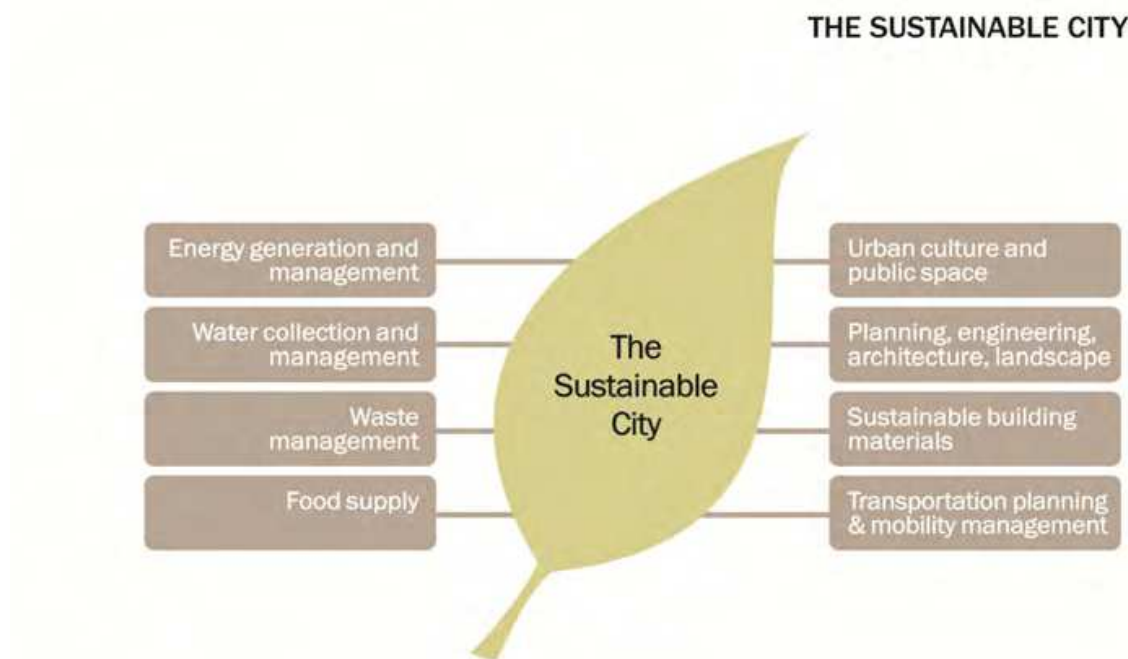 THE SUSTAINABLE CITY
Energy generation and
management
Water collection and
management
Waste
management
Food supply
The
Sustainable
City
Urban culture and
public space
Planning, engineering,
architecture, landscape
Sustainable building
materials
Transportation planning
& mobility management